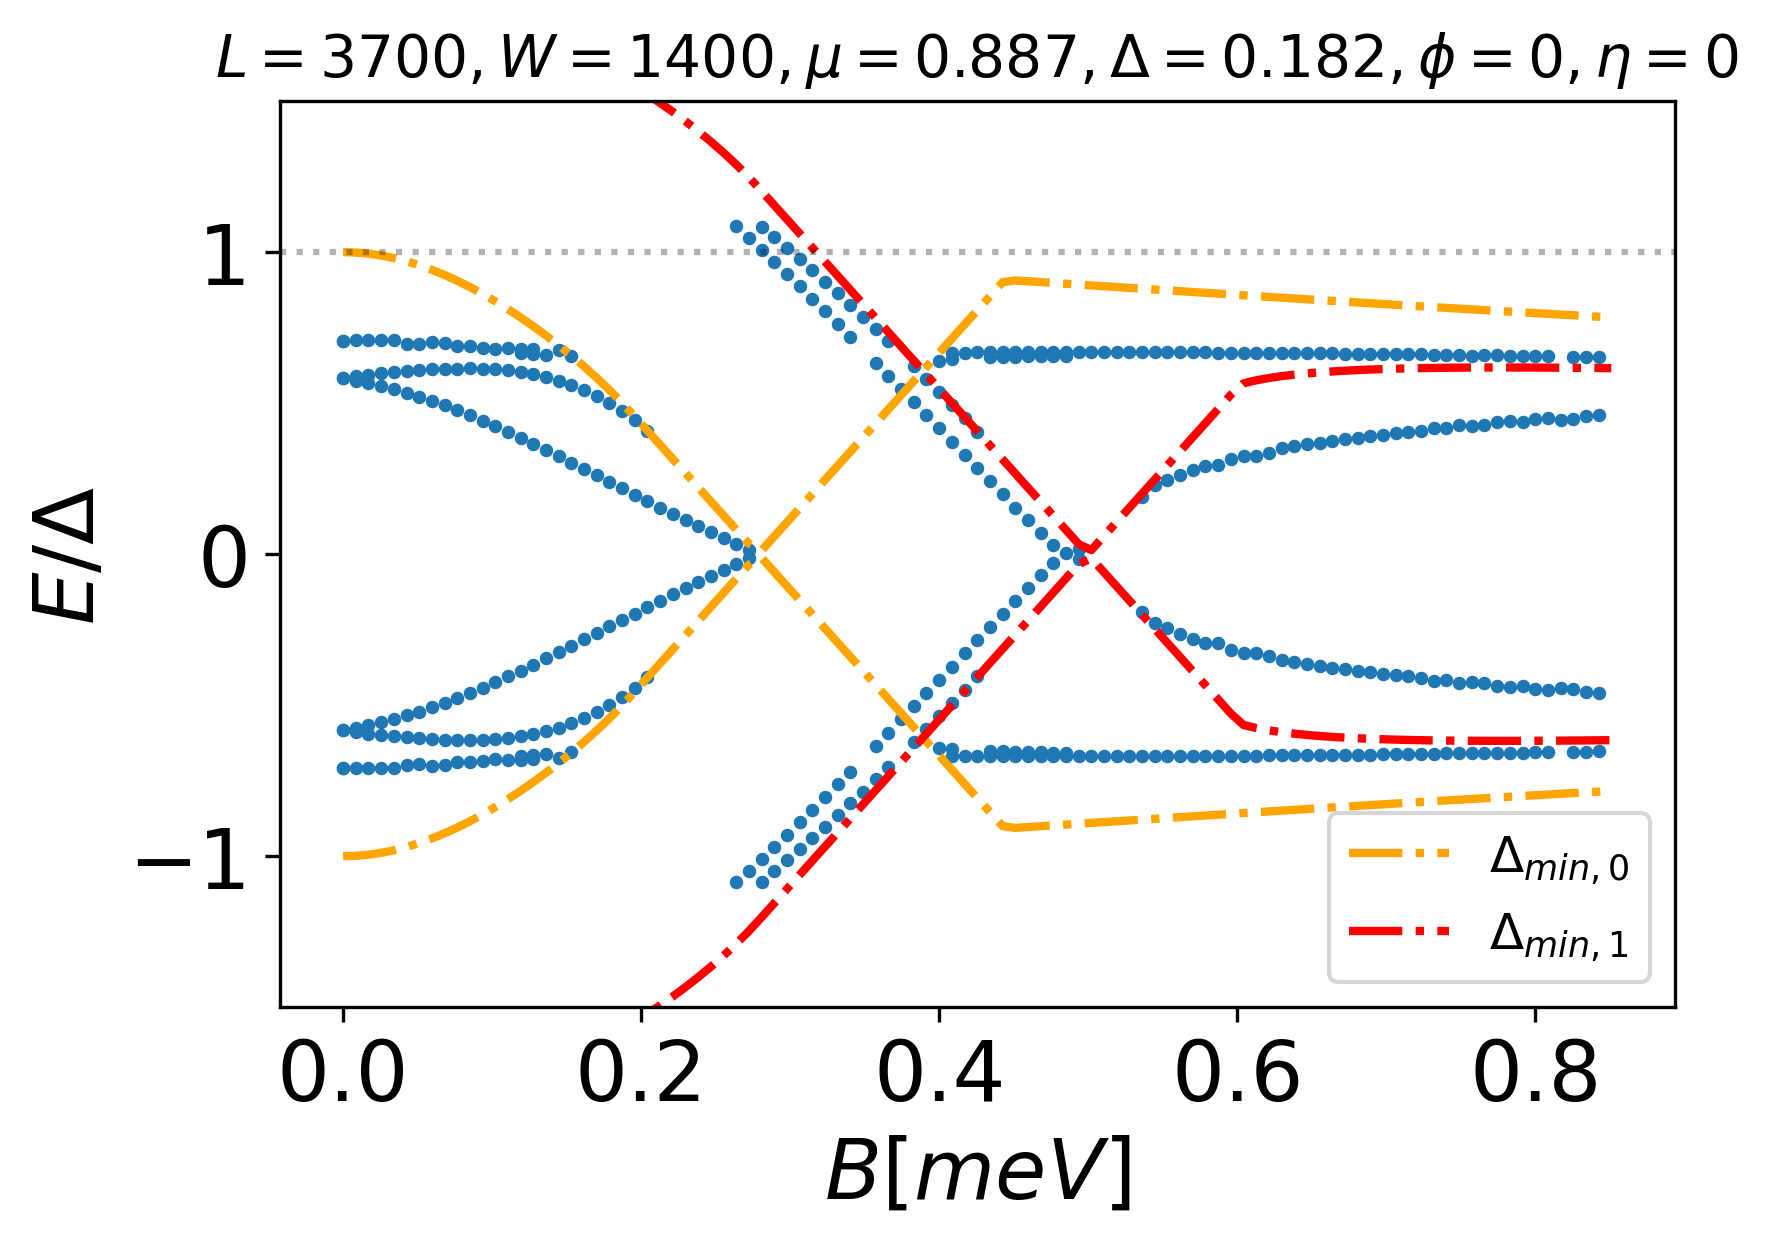 L = 3700, W = 1400, μ = 0.887, Δ = 0.182, ϕ = 0, η = 0
E/Δ
1
0
−1
0.0 0.2 0.4 0.6 0.8
B[meV]
Δmin, 0
Δmin, 1